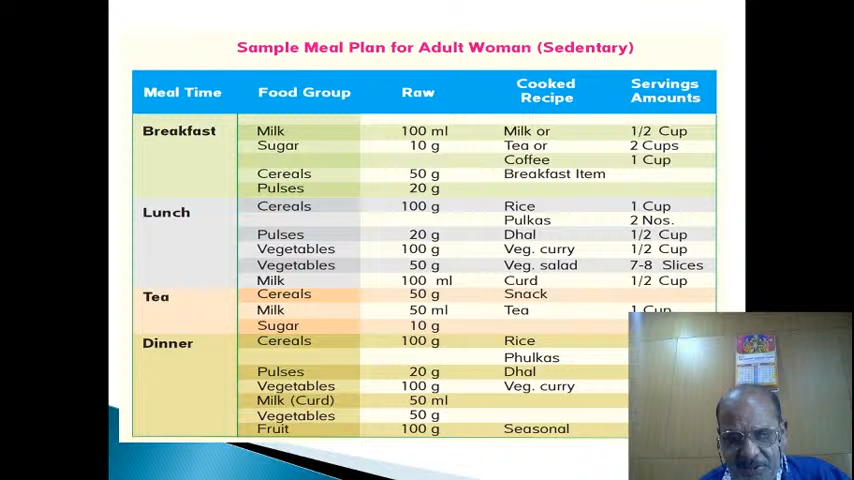 Sample Meal Plan for Adult Woman (Sedentary)
Meal Time Food Group Raw Cooked Recipe Servings Amounts
Breakfast Milk 100 ml Milk or 1/2 Cup
Sugar 10 g Tea or 2 Cups
Coffee 1 Cup
Cereals 50 g Breakfast Item
Pulses 20 g
Lunch Cereals 100 g Rice 1 Cup
Pulkas 2 Nos.
Pulses 20 g Dhal 1/2 Cup
Vegetables 100 g Veg. curry 1/2 Cup
Vegetables 50 g Veg. salad 7-8 Slices
Milk 100 ml Curd 1/2 Cup
Tea Cereals 50 g Snack
Milk 50 ml Tea 1 Cup
Sugar 10 g
Dinner Cereals 100 g Rice
Phulkas
Pulses 20 g Dhal
Vegetables 100 g Veg. curry
Milk (Curd) 50 ml
Vegetables 50 g
Fruit 100 g Seasonal